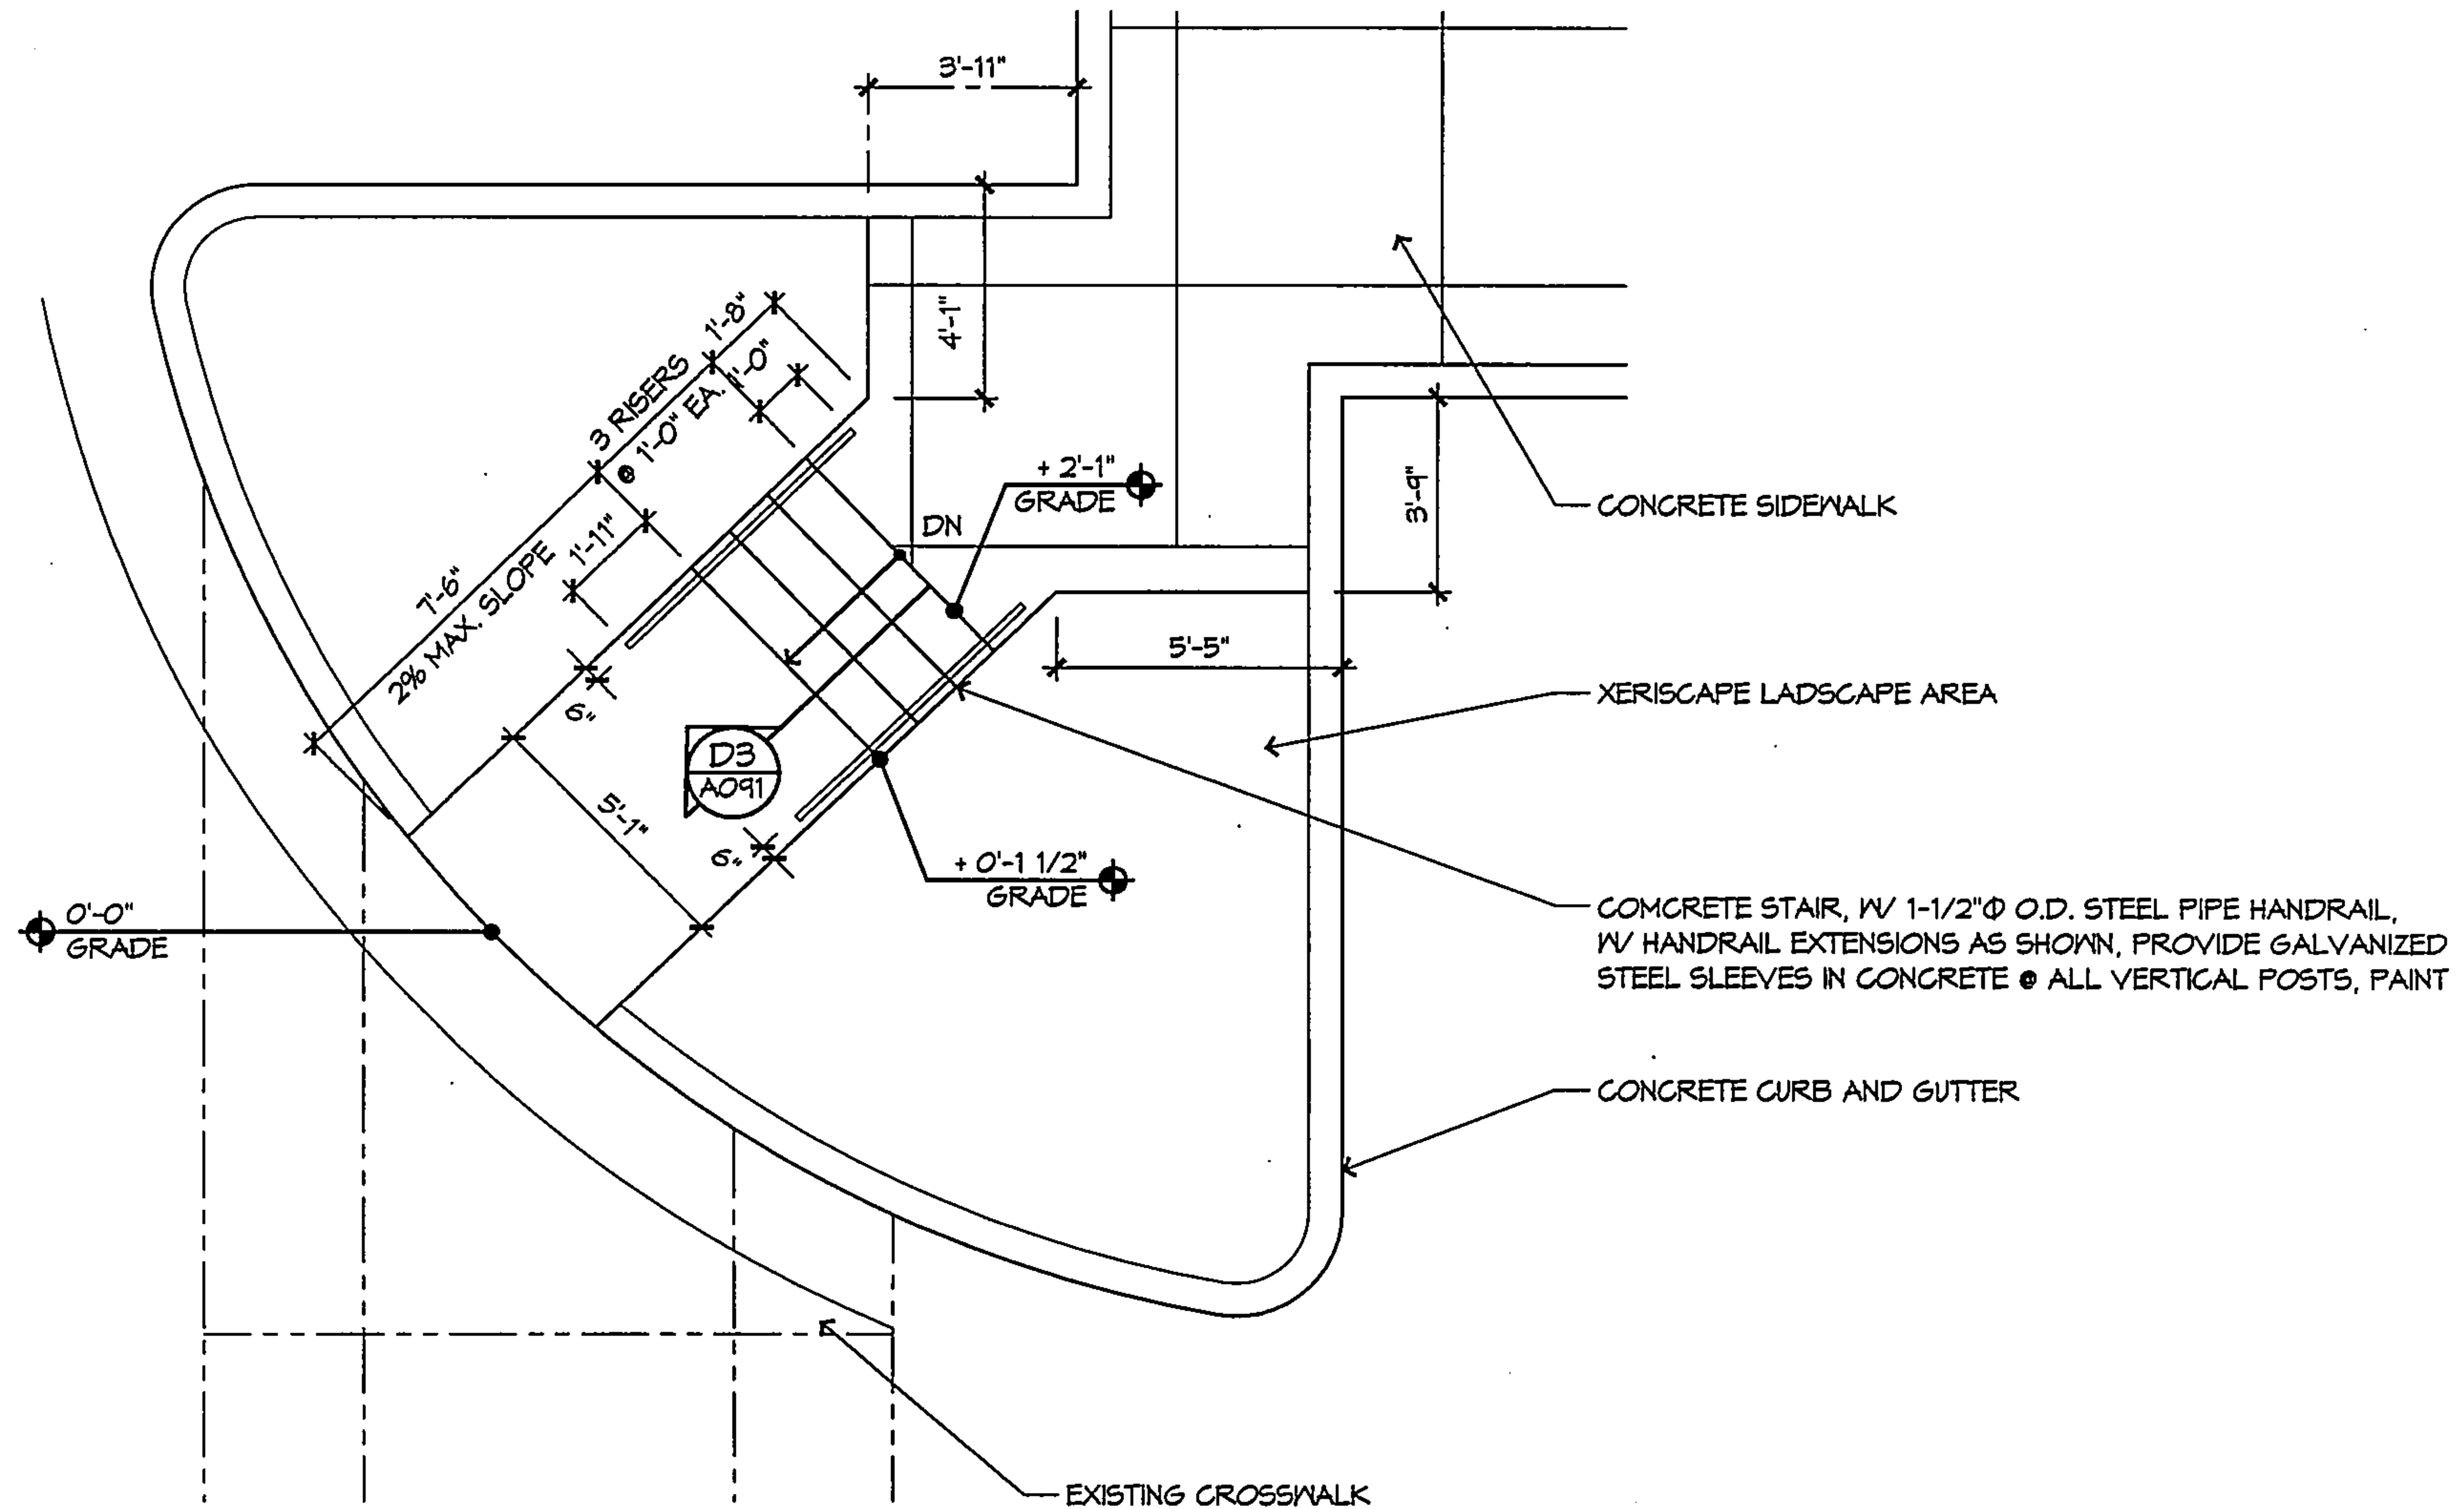 3'-11"
4'-1"
1'-8"
3 RISERS
@ 1'-0" EA.
1'-0"
1'-11"
7'-6"
2% MAX. SLOPE
6"
5'-1"
6"
DN
+ 2'-1"
GRADE
3'-9"
5'-5"
D3
A091
+ 0'-1 1/2"
GRADE
0'-0"
GRADE
CONCRETE SIDEWALK
XERISCAPE LADSCAPE AREA
COMCRETE STAIR, W/ 1-1/2"Φ O.D. STEEL PIPE HANDRAIL,
W/ HANDRAIL EXTENSIONS AS SHOWN, PROVIDE GALVANIZED
STEEL SLEEVES IN CONCRETE @ ALL VERTICAL POSTS, PAINT
CONCRETE CURB AND GUTTER
EXISTING CROSSWALK